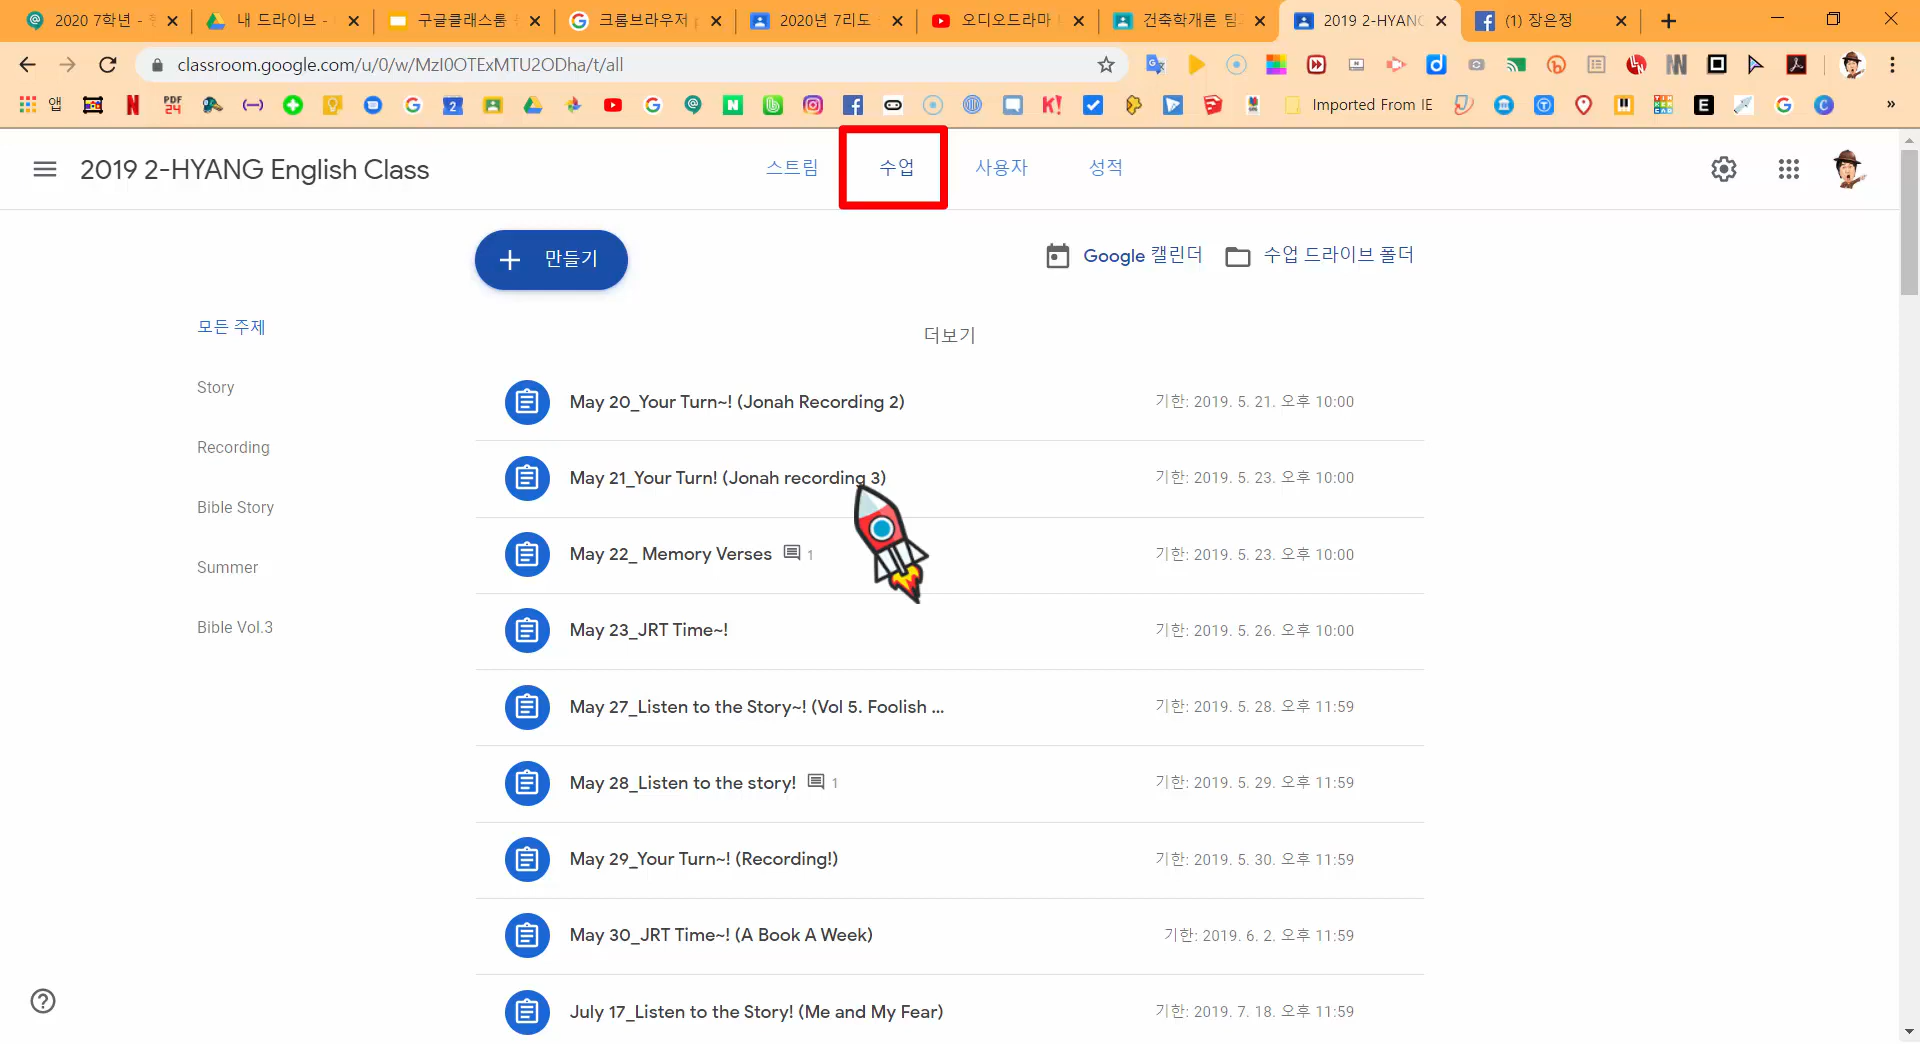 2020 7학년 -
내 드라이브 -
구글클래스룸
크롬브라우저
2020년 7리도
오디오드라마
건축학개론 팀
2019 2-HYANG
(1) 장은정
classroom.google.com/u/0/w/MzI0OTExMTU2ODha/t/all
앱
Imported From IE
2019 2-HYANG English Class
스트림
수업
사용자
성적
만들기
Google 캘린더
수업 드라이브 폴더
모든 주제
Story
Recording
Bible Story
Summer
Bible Vol.3
더보기
May 20_Your Turn~! (Jonah Recording 2)
기한: 2019. 5. 21. 오후 10:00
May 21_Your Turn! (Jonah recording 3)
기한: 2019. 5. 23. 오후 10:00
May 22_ Memory Verses 1
기한: 2019. 5. 23. 오후 10:00
May 23_JRT Time~!
기한: 2019. 5. 26. 오후 10:00
May 27_Listen to the Story~! (Vol 5. Foolish ...
기한: 2019. 5. 28. 오후 11:59
May 28_Listen to the story! 1
기한: 2019. 5. 29. 오후 11:59
May 29_Your Turn~! (Recording!)
기한: 2019. 5. 30. 오후 11:59
May 30_JRT Time~! (A Book A Week)
기한: 2019. 6. 2. 오후 11:59
July 17_Listen to the Story! (Me and My Fear)
기한: 2019. 7. 18. 오후 11:59